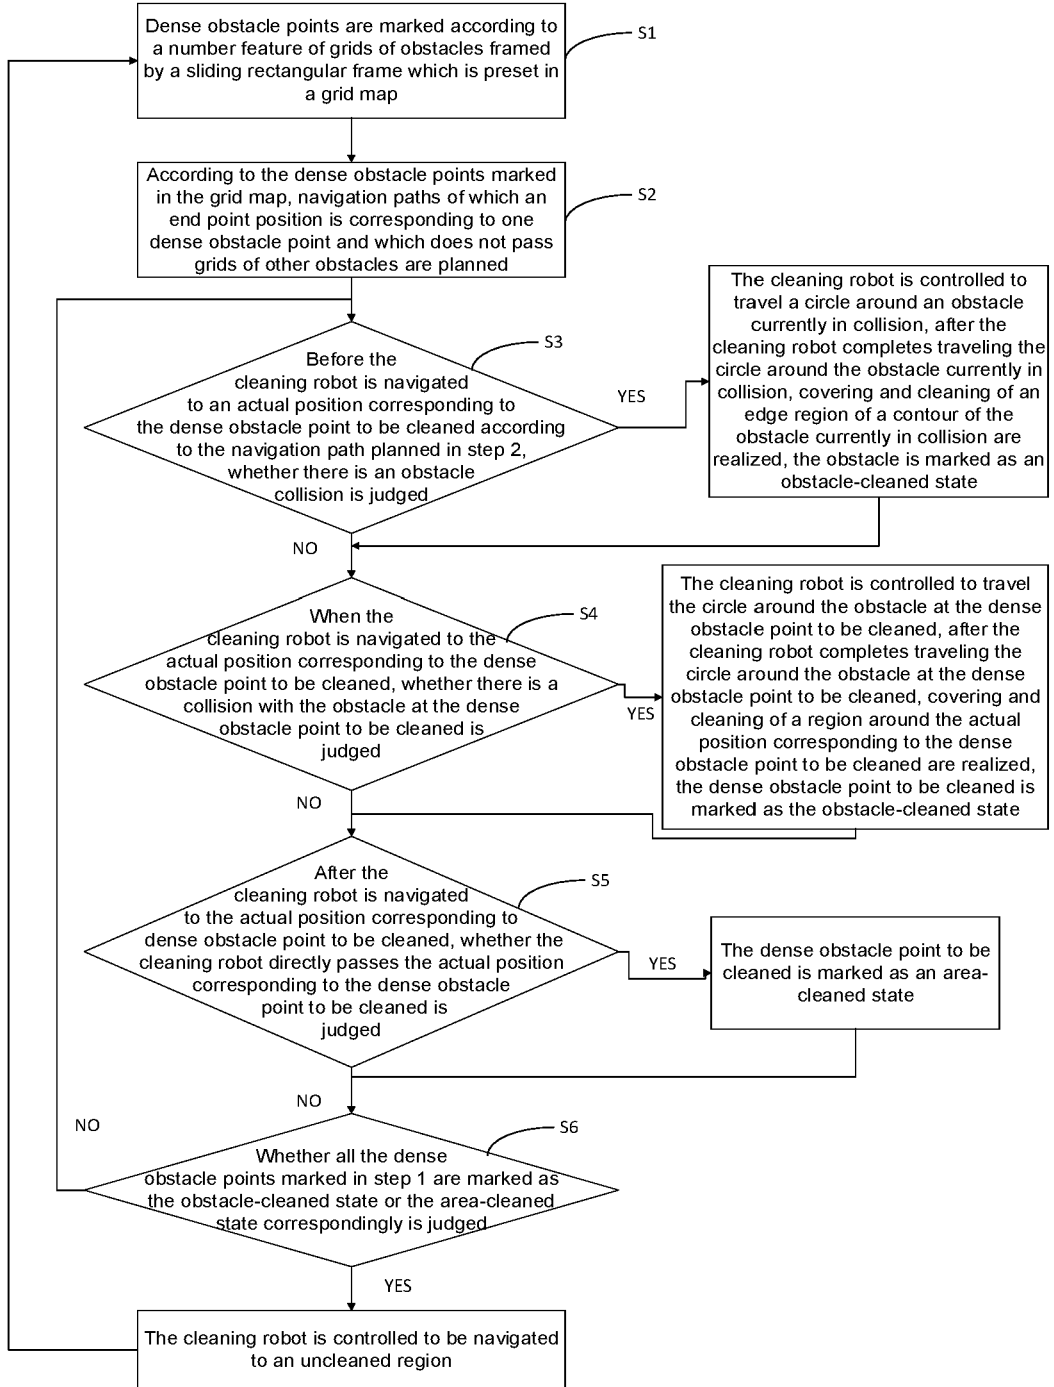 Dense obstacle points are marked according to
a number feature of grids of obstacles framed
by a sliding rectangular frame which is preset in
a grid map
S1
According to the dense obstacle points marked
in the grid map, navigation paths of which an
end point position is corresponding to one
dense obstacle point and which does not pass
grids of other obstacles are planned
S2
Before the
cleaning robot is navigated
to an actual position corresponding to
the dense obstacle point to be cleaned according
to the navigation path planned in step 2,
whether there is an obstacle
collision is judged
S3
YES
The cleaning robot is controlled to
travel a circle around an obstacle
currently in collision, after the
cleaning robot completes traveling the
circle around the obstacle currently in
collision, covering and cleaning of an
edge region of a contour of the
obstacle currently in collision are
realized, the obstacle is marked as an
obstacle-cleaned state
NO
When the
cleaning robot is navigated to the
actual position corresponding to the dense
obstacle point to be cleaned, whether there is a
collision with the obstacle at the dense
obstacle point to be cleaned is
judged
S4
YES
The cleaning robot is controlled to travel
the circle around the obstacle at the dense
obstacle point to be cleaned, after the
cleaning robot completes traveling the
circle around the obstacle at the dense
obstacle point to be cleaned, covering and
cleaning of a region around the actual
position corresponding to the dense
obstacle point to be cleaned are realized,
the dense obstacle point to be cleaned is
marked as the obstacle-cleaned state
NO
After the
cleaning robot is navigated
to the actual position corresponding to
dense obstacle point to be cleaned, whether the
cleaning robot directly passes the actual position
corresponding to the dense obstacle
point to be cleaned is
judged
S5
YES
The dense obstacle point to be
cleaned is marked as an area-
cleaned state
NO
NO
Whether all the dense
obstacle points marked in step 1 are marked as
the obstacle-cleaned state or the area-cleaned
state correspondingly is judged
S6
YES
The cleaning robot is controlled to be navigated
to an uncleaned region